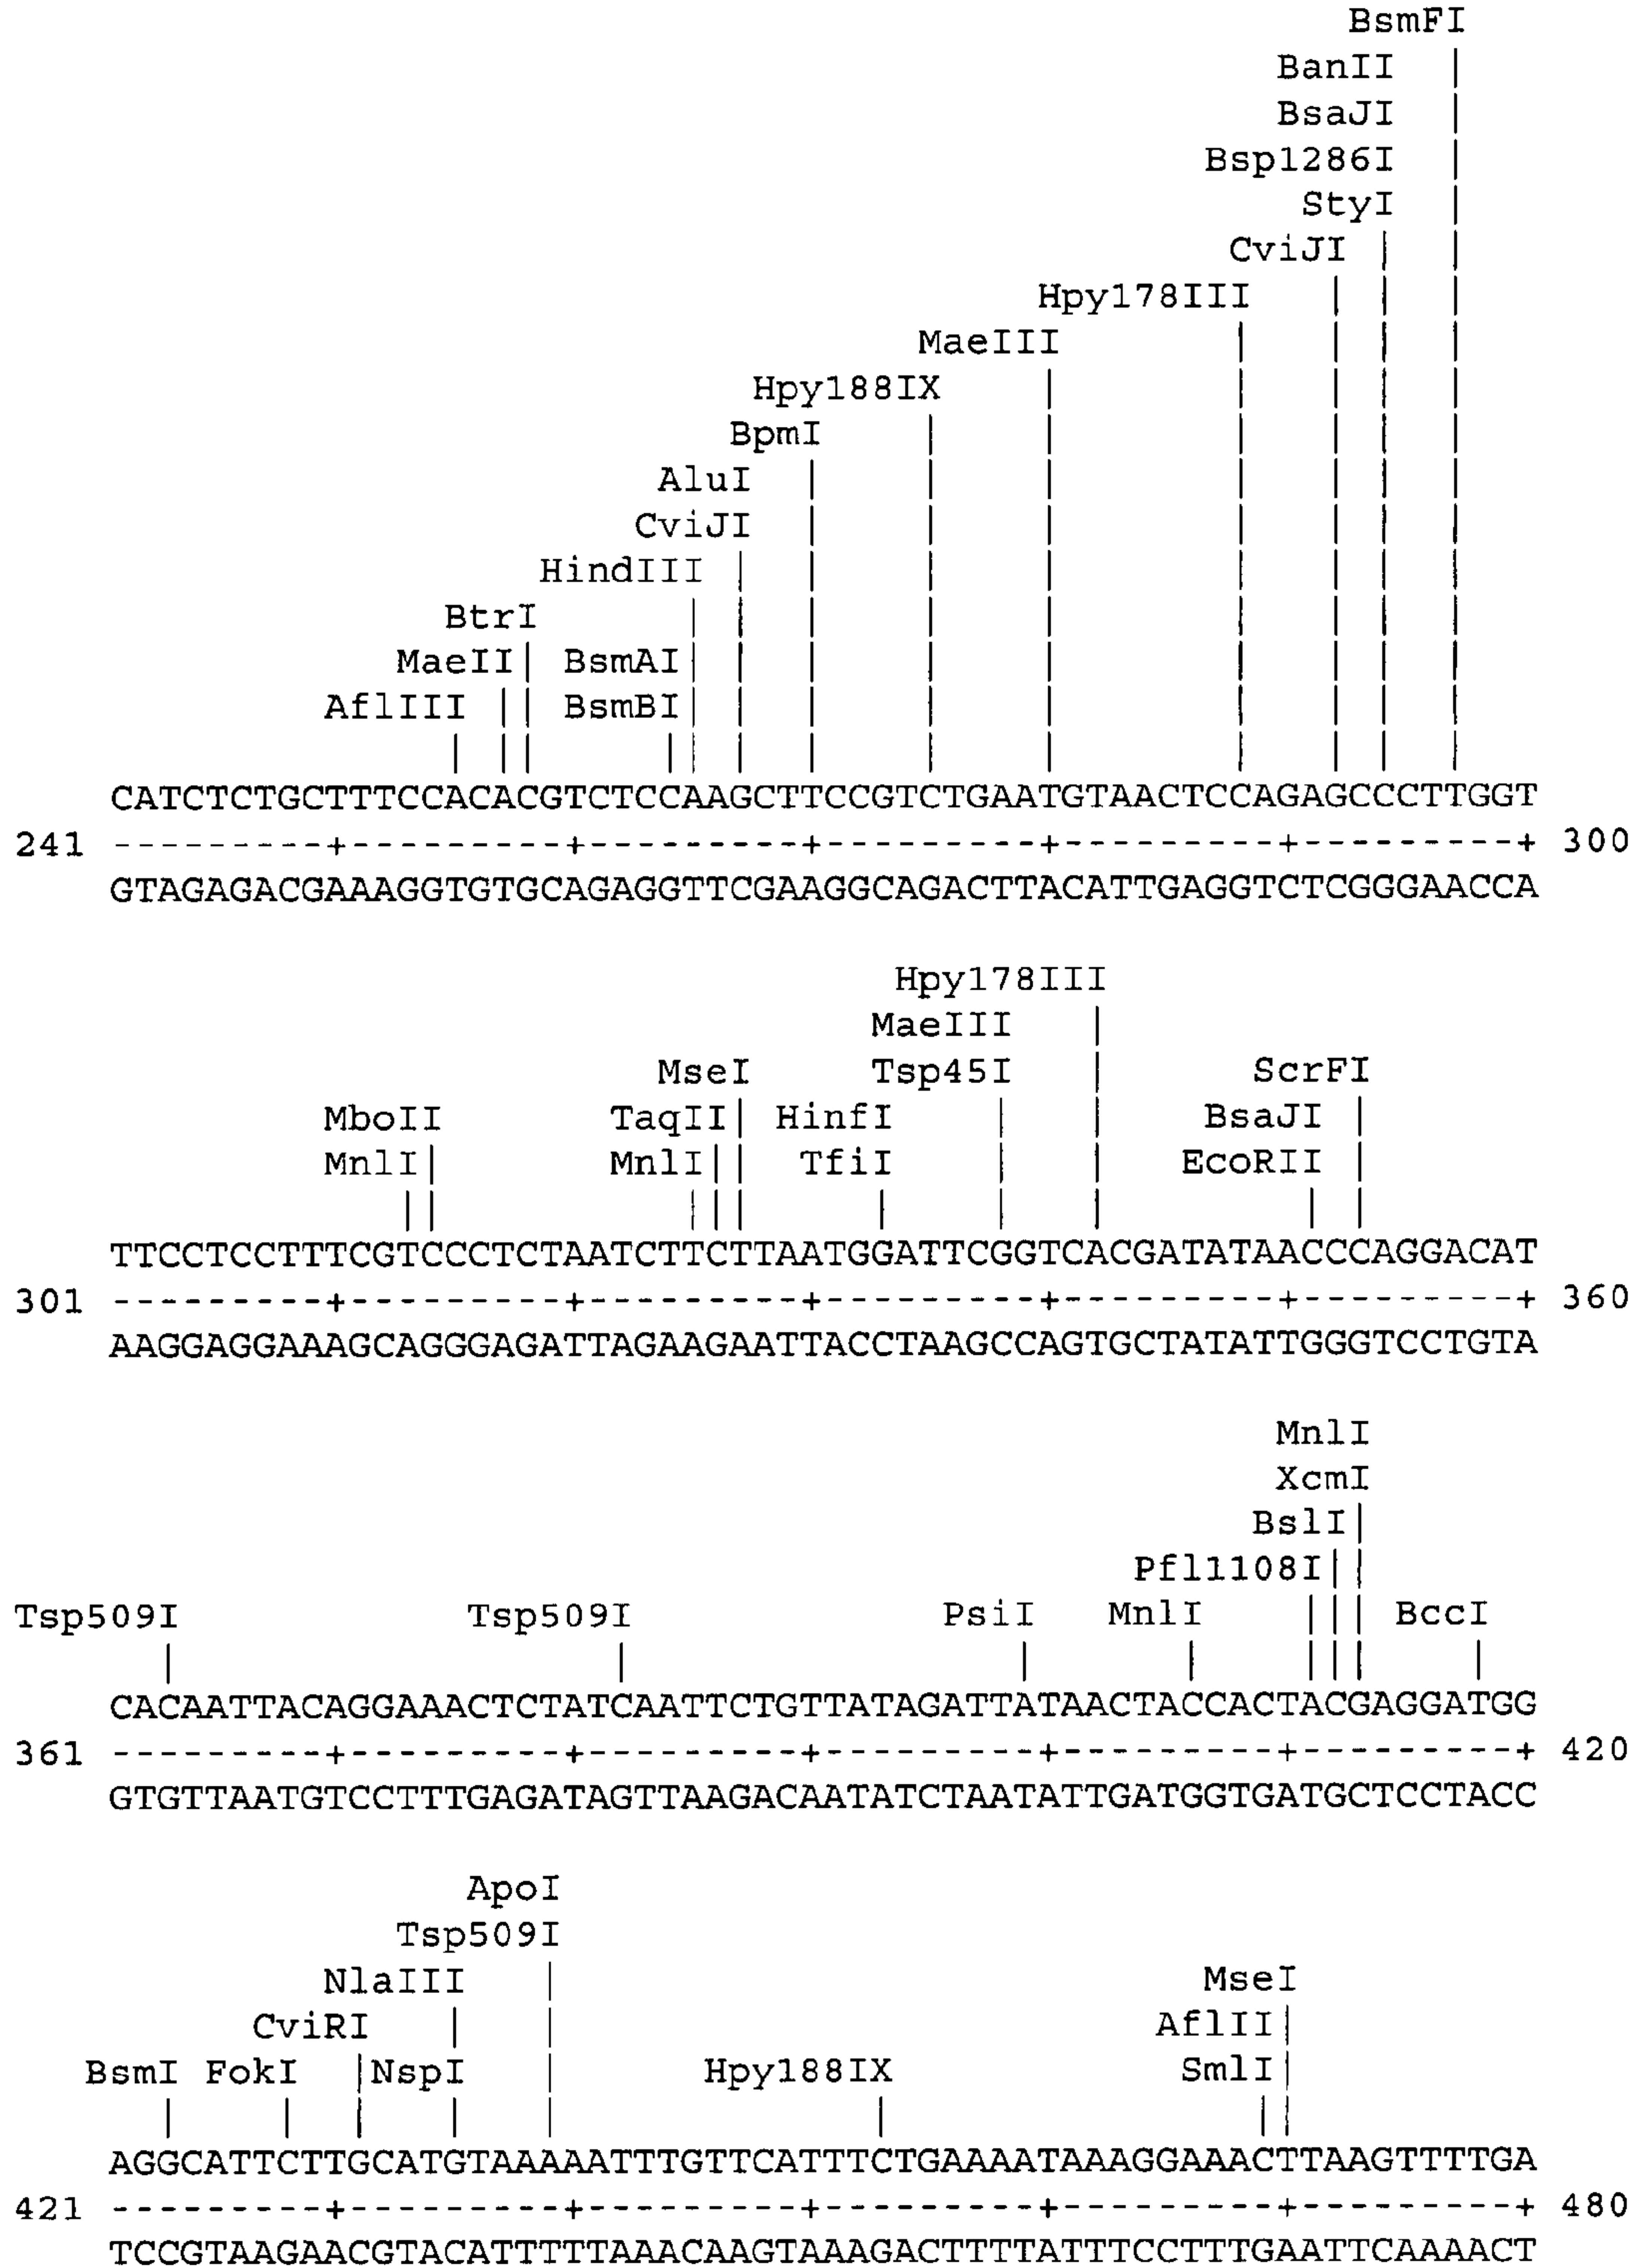 BsmFI
BanII
BsaJI
Bsp1286I
StyI
CviJI
Hpy178III
MaeIII
Hpy188IX
BpmI
AluI
CviJI
HindIII
BtrI
MaeII BsmAI
AflIII BsmBI
CATCTCTGCTTTCCACACGTCTCCAAGCTTCCGTCTGAATGTAACTCCAGAGCCCTTGGT
241 ---------+---------+---------+---------+---------+---------+ 300
GTAGAGACGAAAGGTGTGCAGAGGTTCGAAGGCAGACTTACATTGAGGTCTCGGGAACCA
Hpy178III
MaeIII
MseI Tsp45I ScrFI
MboII TaqII HinfI BsaJI
MnlI MnlI TfiI EcoRII
TTCCTCCTTTCGTCCCTCTAATCTTCTTAATGGATTCGGTCACGATATAACCCAGGACAT
301 ---------+---------+---------+---------+---------+---------+ 360
AAGGAGGAAAGCAGGGAGATTAGAAGAATTACCTAAGCCAGTGCTATATTGGGTCCTGTA
MnlI
XcmI
BslI
Pfl1108I
Tsp509I Tsp509I PsiI MnlI BccI
CACAATTACAGGAAACTCTATCAATTCTGTTATAGATTATAACTACCACTACGAGGATGG
361 ---------+---------+---------+---------+---------+---------+ 420
GTGTTAATGTCCTTTGAGATAGTTAAGACAATATCTAATATTGATGGTGATGCTCCTACC
ApoI
Tsp509I
NlaIII MseI
CviRI AflII
BsmI FokI NspI Hpy188IX SmlI
AGGCATTCTTGCATGTAAAAATTTGTTCATTTCTGAAAATAAAGGAAACTTAAGTTTTGA
421 ---------+---------+---------+---------+---------+---------+ 480
TCCGTAAGAACGTACATTTTTAAACAAGTAAAGACTTTTATTTCCTTTGAATTCAAAACT